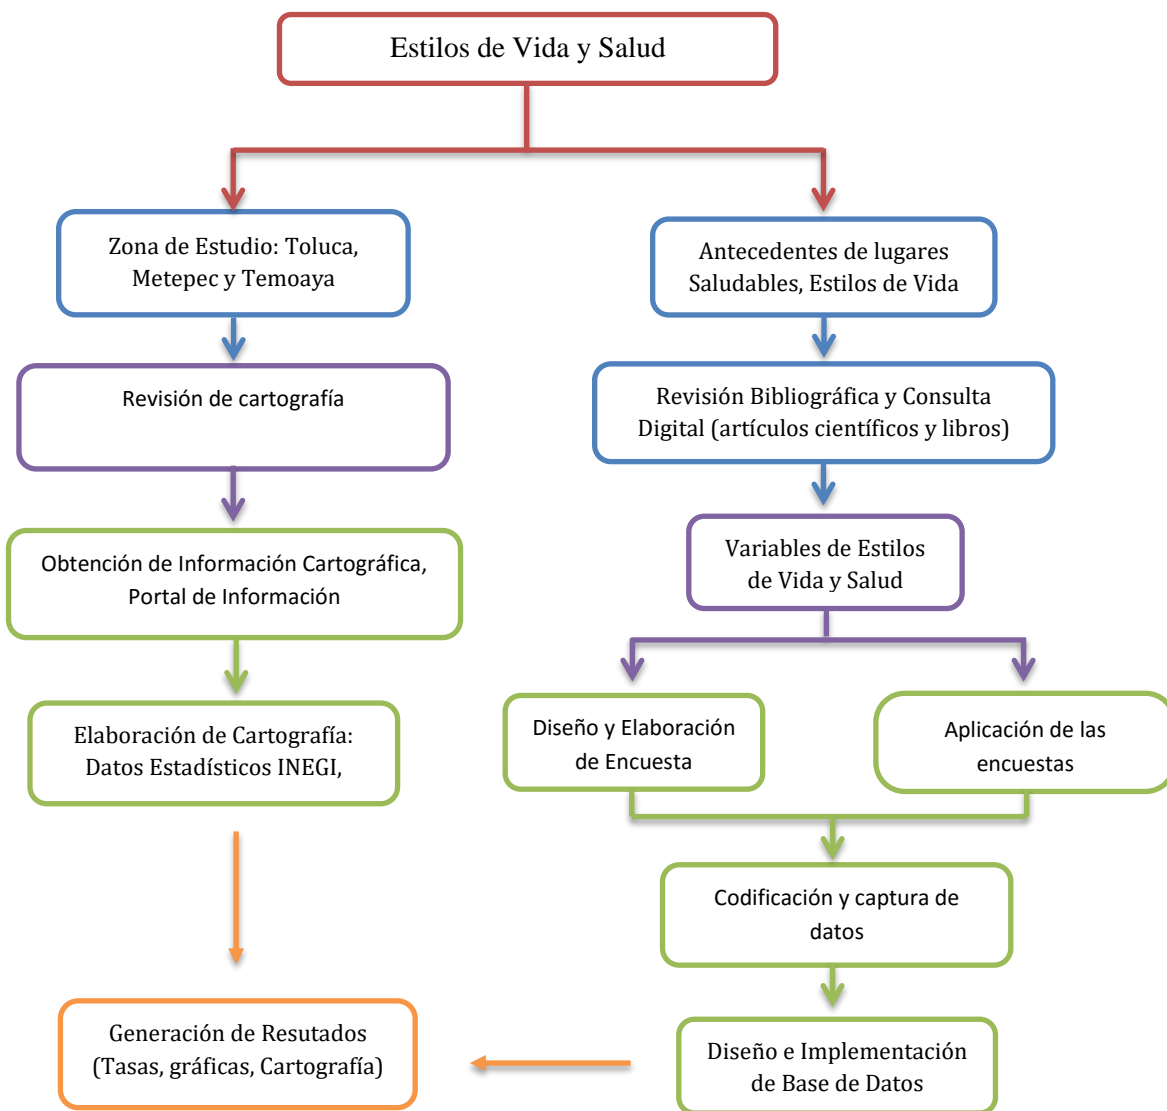 Estilos de Vida y Salud
Zona de Estudio: Toluca,
Metepec y Temoaya
Antecedentes de lugares
Saludables, Estilos de Vida
Revisión de cartografía
Revisión Bibliográfica y Consulta
Digital (artículos científicos y libros)
Obtención de Información Cartográfica,
Portal de Información
Variables de Estilos
de Vida y Salud
Elaboración de Cartografía:
Datos Estadísticos INEGI,
Diseño y Elaboración
de Encuesta
Aplicación de las
encuestas
Codificación y captura de
datos
Generación de Resutados
(Tasas, gráficas, Cartografía)
Diseño e Implementación
de Base de Datos